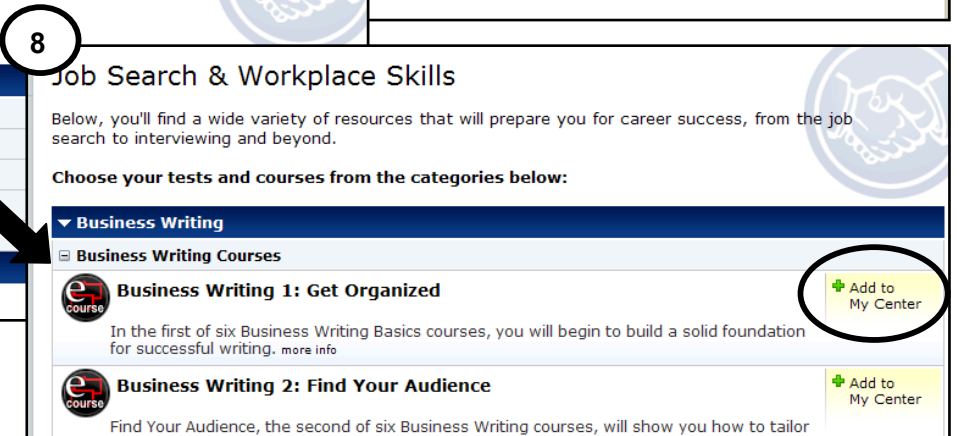 8
Job Search & Workplace Skills
Below, you'll find a wide variety of resources that will prepare you for career success, from the job
search to interviewing and beyond.
Choose your tests and courses from the categories below:
Business Writing
Business Writing Courses
e course
Business Writing 1: Get Organized
Add to
My Center
In the first of six Business Writing Basics courses, you will begin to build a solid foundation
for successful writing. more info
e course
Business Writing 2: Find Your Audience
Add to
My Center
Find Your Audience, the second of six Business Writing courses, will show you how to tailor